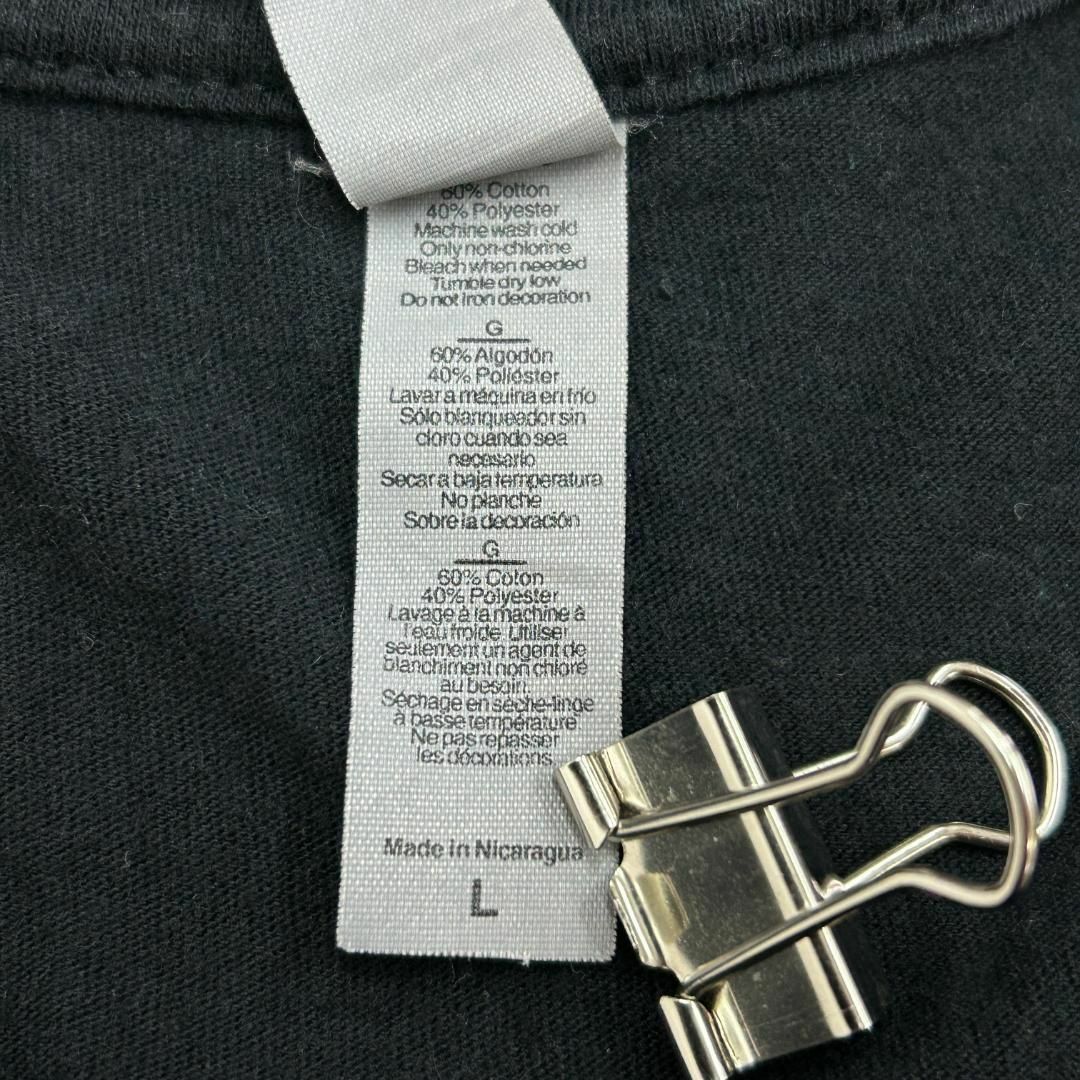 60% Cotton
40% Polyester
Machine wash cold
Only non-chlorine
Bleach when needed
Tumble dry low
Do not iron decoration
G
60% Algodón
40% Poliéster
Lavar a máquina en frío
Sólo blanqueador sin
cloro cuando sea
necesario
Secar a baja temperatura
No planche
Sobre la decoración
G
60% Coton
40% Polyester
Lavage à la machine à
l'eau froide. Utiliser
seulement un agent de
blanchiment non chloré
au besoin.
Séchage en sèche-linge
à basse température
Ne pas repasser
les décorations.
Made in Nicaragua
L